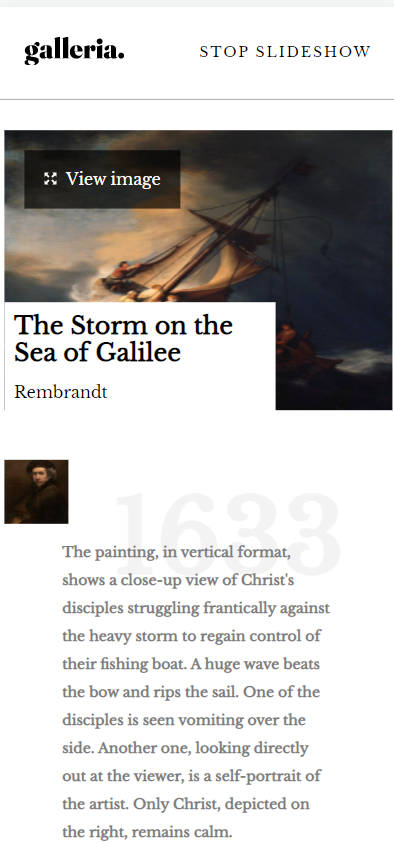 galleria.
STOP SLIDESHOW
View image
The Storm on the
Sea of Galilee
Rembrandt
1633
The painting, in vertical format,
shows a close-up view of Christ's
disciples struggling frantically against
the heavy storm to regain control of
their fishing boat. A huge wave beats
the bow and rips the sail. One of the
disciples is seen vomiting over the
side. Another one, looking directly
out at the viewer, is a self-portrait of
the artist. Only Christ, depicted on
the right, remains calm.